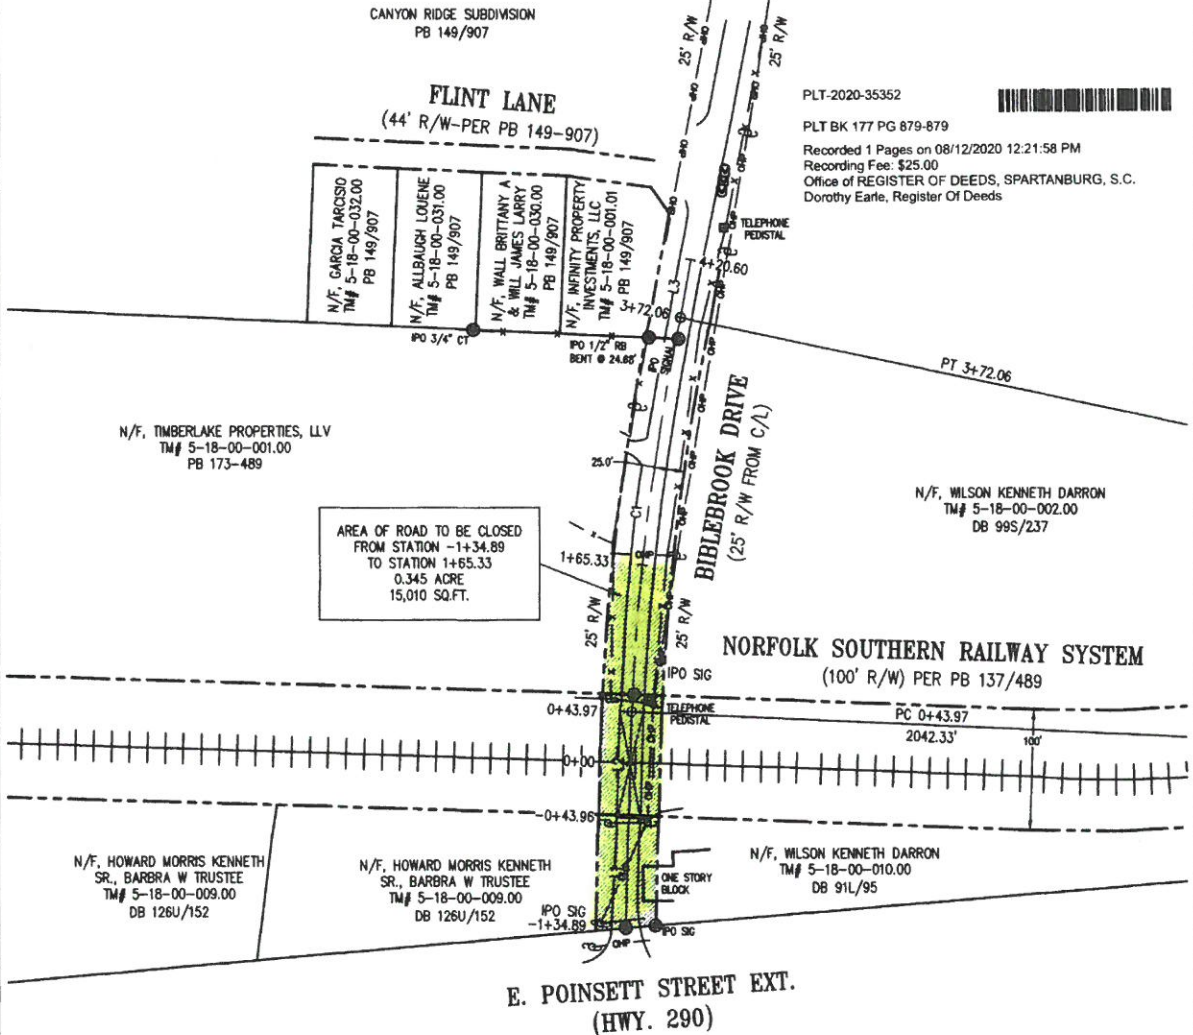 CANYON RIDGE SUBDIVISION
PB 149/907
25' R/W
25' R/W
FLINT LANE
(44' R/W-PER PB 149-907)
PLT-2020-35352
PLT BK 177 PG 879-879
Recorded 1 Pages on 08/12/2020 12:21:58 PM
Recording Fee: $25.00
Office of REGISTER OF DEEDS, SPARTANBURG, S.C.
Dorothy Earle, Register Of Deeds
N/F, GARCIA TARCISIO
TM# 5-18-00-032.00
PB 149/907
N/F, ALLBAUGH LOUENE
TM# 5-18-00-031.00
PB 149/907
N/F, WALL BRITTANY A
& WILL JAMES LARRY
TM# 5-18-00-030.00
PB 149/907
N/F, INFINITY PROPERTY
INVESTMENTS, LLC
TM# 5-18-00-001.01
PB 149/907
OHP
OHP
OHP
OHP
TELEPHONE
PEDISTAL
4+20.60
L3
3+72.06
IPO 3/4" CT
IPO 1/2" RB
BENT @ 24.68'
IPO
SIGNAL
PT 3+72.06
N/F, TIMBERLAKE PROPERTIES, LLV
TM# 5-18-00-001.00
PB 173-489
25.0'
C1
BIBLEBROOK DRIVE
(25' R/W FROM C/L)
N/F, WILSON KENNETH DARRON
TM# 5-18-00-002.00
DB 99S/237
AREA OF ROAD TO BE CLOSED
FROM STATION -1+34.89
TO STATION 1+65.33
0.345 ACRE
15,010 SQ.FT.
1+65.33
OHP
25' R/W
25' R/W
NORFOLK SOUTHERN RAILWAY SYSTEM
(100' R/W) PER PB 137/489
IPO SIG
0+43.97
TELEPHONE
PEDISTAL
PC 0+43.97
2042.33'
100'
0+00
OHP
-0+43.96
N/F, HOWARD MORRIS KENNETH
SR., BARBRA W TRUSTEE
TM# 5-18-00-009.00
DB 126U/152
N/F, HOWARD MORRIS KENNETH
SR., BARBRA W TRUSTEE
TM# 5-18-00-009.00
DB 126U/152
ONE STORY
BLOCK
N/F, WILSON KENNETH DARRON
TM# 5-18-00-010.00
DB 91L/95
IPO SIG
-1+34.89
OHP
IPO SIG
E. POINSETT STREET EXT.
(HWY. 290)